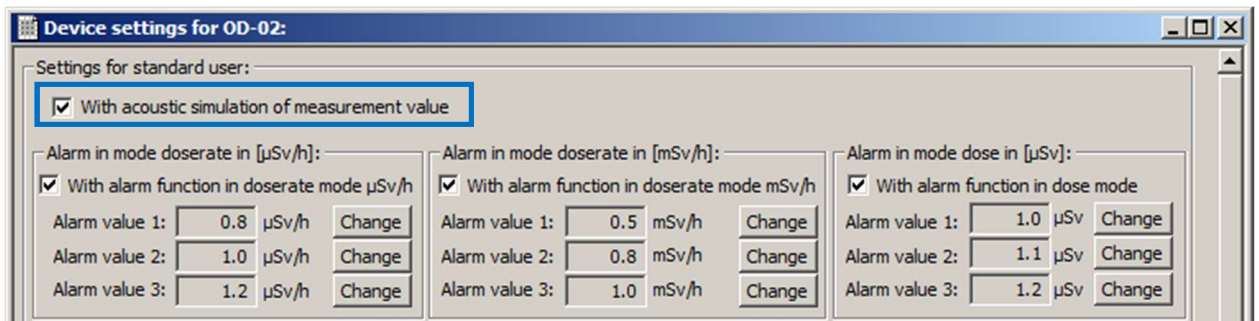 Device settings for OD-02:
Settings for standard user:
With acoustic simulation of measurement value
Alarm in mode doserate in [µSv/h]:
With alarm function in doserate mode µSv/h
Alarm value 1: 0.8 µSv/h Change
Alarm value 2: 1.0 µSv/h Change
Alarm value 3: 1.2 µSv/h Change
Alarm in mode doserate in [mSv/h]:
With alarm function in doserate mode mSv/h
Alarm value 1: 0.5 mSv/h Change
Alarm value 2: 0.8 mSv/h Change
Alarm value 3: 1.0 mSv/h Change
Alarm in mode dose in [µSv]:
With alarm function in dose mode
Alarm value 1: 1.0 µSv Change
Alarm value 2: 1.1 µSv Change
Alarm value 3: 1.2 µSv Change